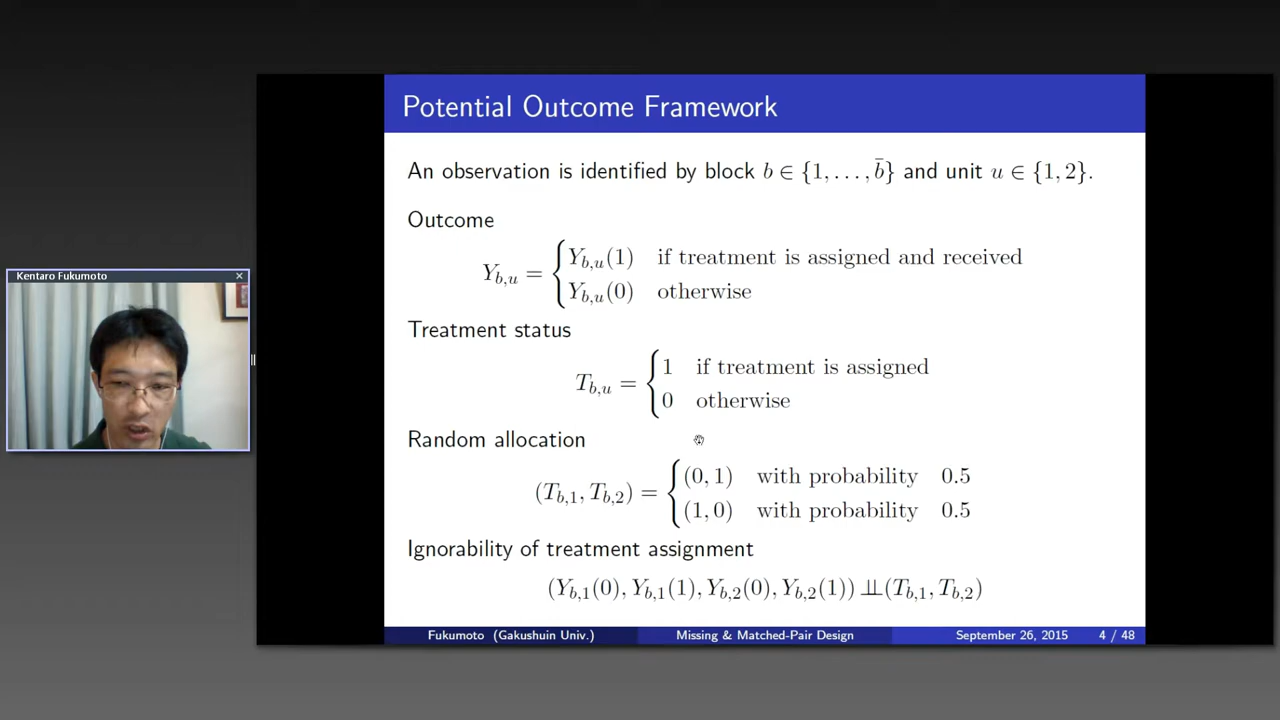 Potential Outcome Framework
An observation is identified by block b ∈ {1, . . . , b̄} and unit u ∈ {1, 2}.
Outcome
Y_{b,u} = { Y_{b,u}(1) if treatment is assigned and received
Y_{b,u}(0) otherwise
Kentaro Fukumoto ×
Treatment status
T_{b,u} = { 1 if treatment is assigned
0 otherwise
Random allocation
(T_{b,1}, T_{b,2}) = { (0, 1) with probability 0.5
(1, 0) with probability 0.5
Ignorability of treatment assignment
(Y_{b,1}(0), Y_{b,1}(1), Y_{b,2}(0), Y_{b,2}(1)) ⫫ (T_{b,1}, T_{b,2})
Fukumoto (Gakushuin Univ.) Missing & Matched-Pair Design September 26, 2015 4 / 48